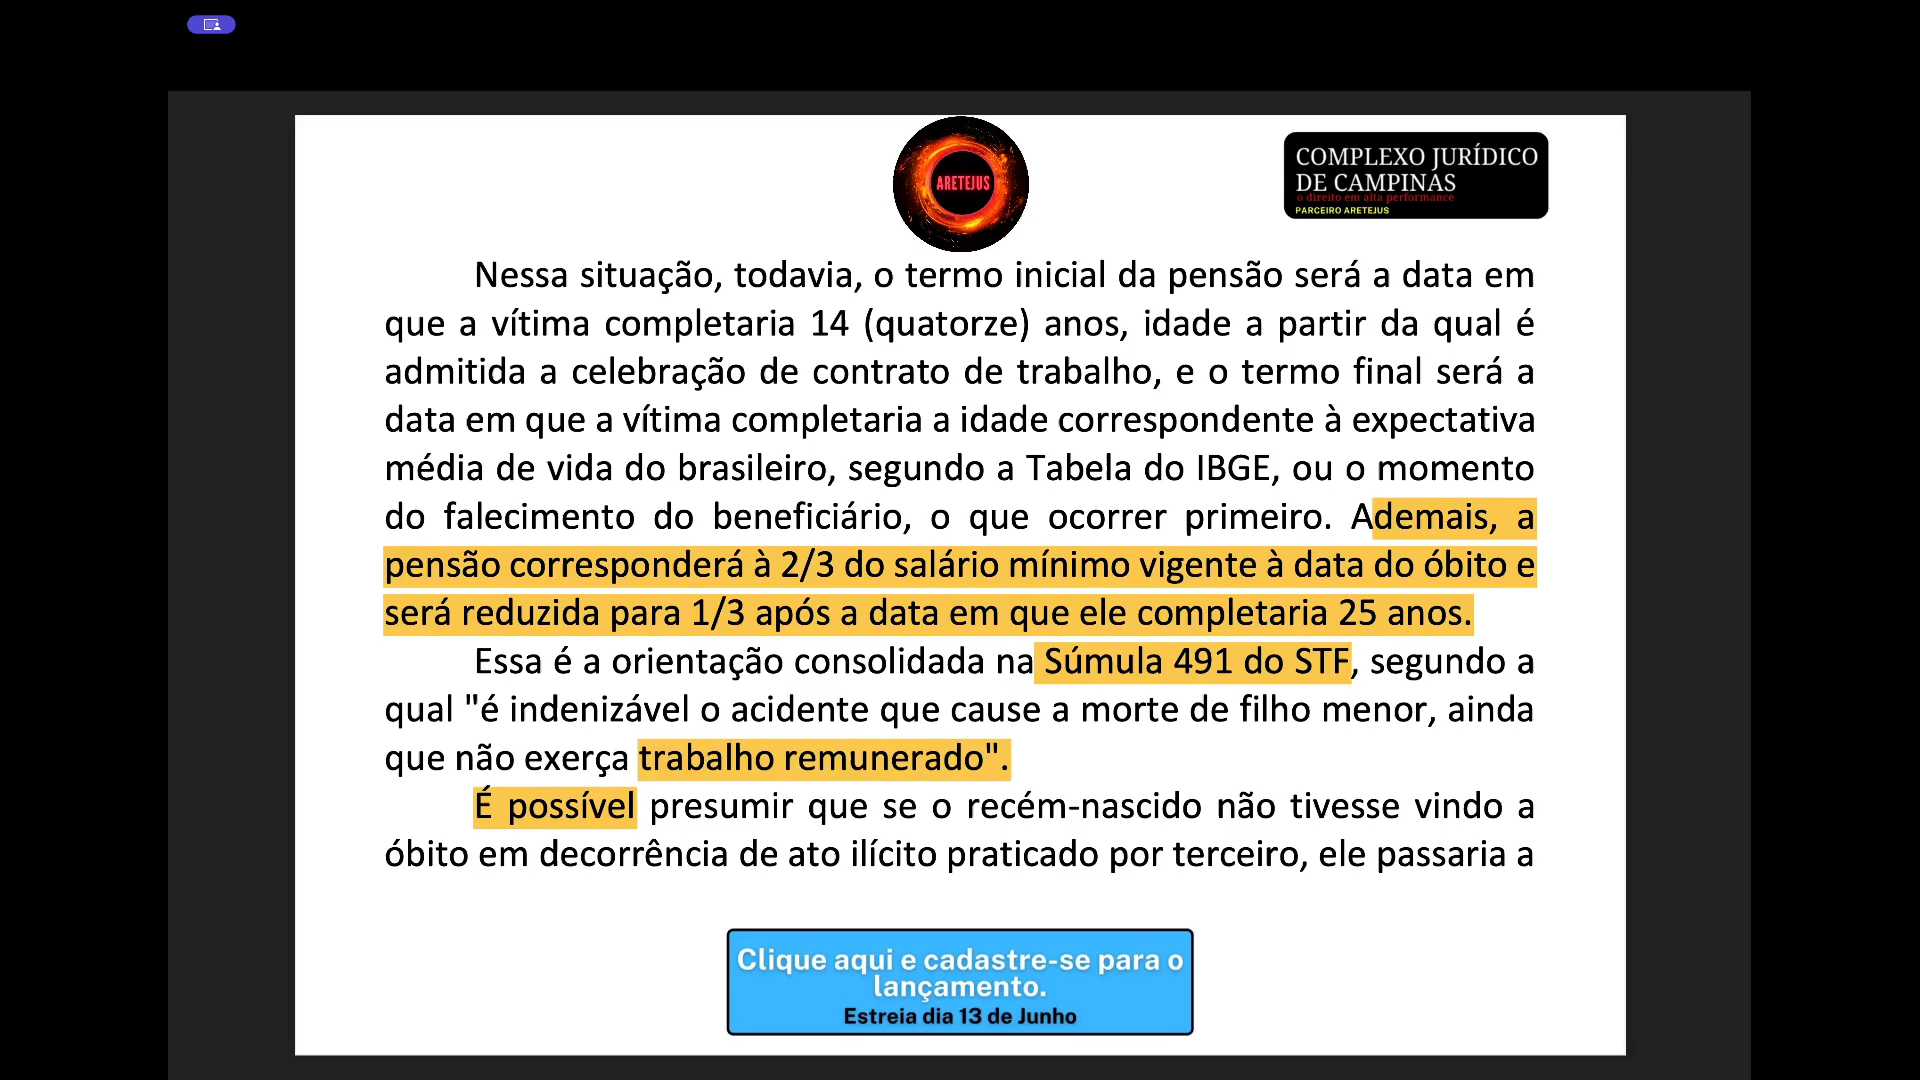 ARETEJUS
COMPLEXO JURÍDICO
DE CAMPINAS
o direito em alta performance
PARCEIRO ARETEJUS
Nessa situação, todavia, o termo inicial da pensão será a data em
que a vítima completaria 14 (quatorze) anos, idade a partir da qual é
admitida a celebração de contrato de trabalho, e o termo final será a
data em que a vítima completaria a idade correspondente à expectativa
média de vida do brasileiro, segundo a Tabela do IBGE, ou o momento
do falecimento do beneficiário, o que ocorrer primeiro. Ademais, a
pensão corresponderá à 2/3 do salário mínimo vigente à data do óbito e
será reduzida para 1/3 após a data em que ele completaria 25 anos.
Essa é a orientação consolidada na Súmula 491 do STF, segundo a
qual "é indenizável o acidente que cause a morte de filho menor, ainda
que não exerça trabalho remunerado".
É possível presumir que se o recém-nascido não tivesse vindo a
óbito em decorrência de ato ilícito praticado por terceiro, ele passaria a
Clique aqui e cadastre-se para o
lançamento.
Estreia dia 13 de Junho